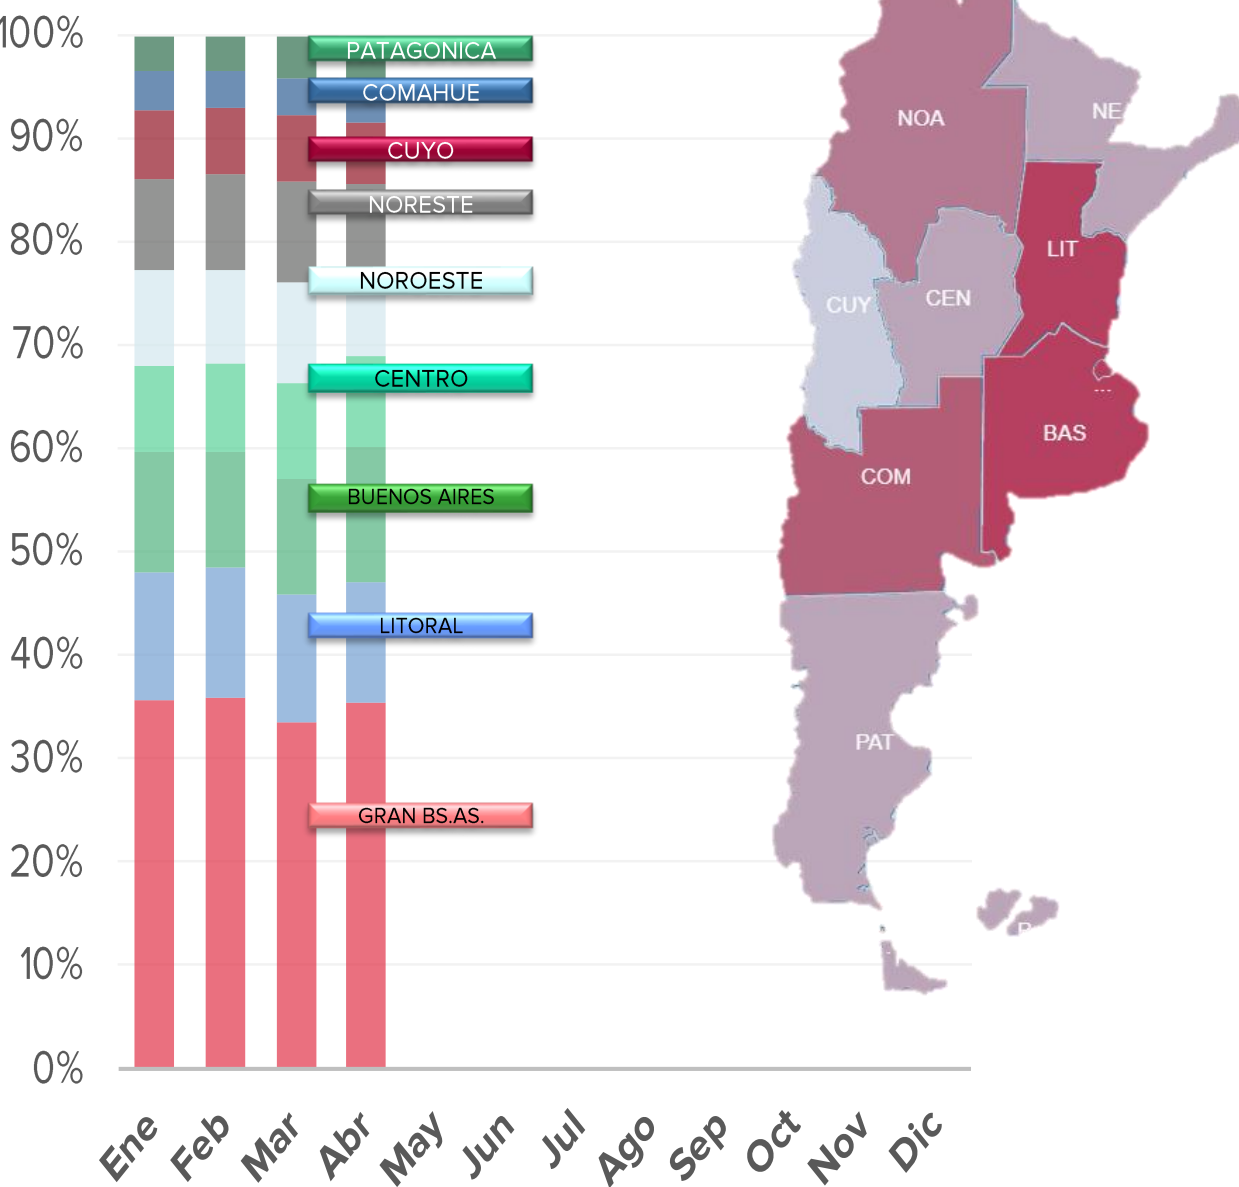 100%
90%
80%
70%
60%
50%
40%
30%
20%
10%
0%
PATAGONICA
COMAHUE
CUYO
NORESTE
NOROESTE
CENTRO
BUENOS AIRES
LITORAL
GRAN BS.AS.
Ene
Feb
Mar
Abr
May
Jun
Jul
Ago
Sep
Oct
Nov
Dic
NOA
NE
LIT
CUY
CEN
---
BAS
COM
PAT